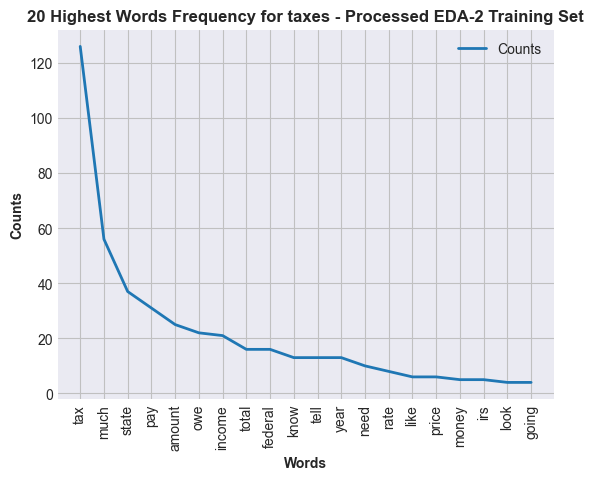 20 Highest Words Frequency for taxes - Processed EDA-2 Training Set
Counts
120
100
80
60
40
20
0
Counts
tax
much
state
pay
amount
owe
income
total
federal
know
tell
year
need
rate
like
price
money
irs
look
going
Words